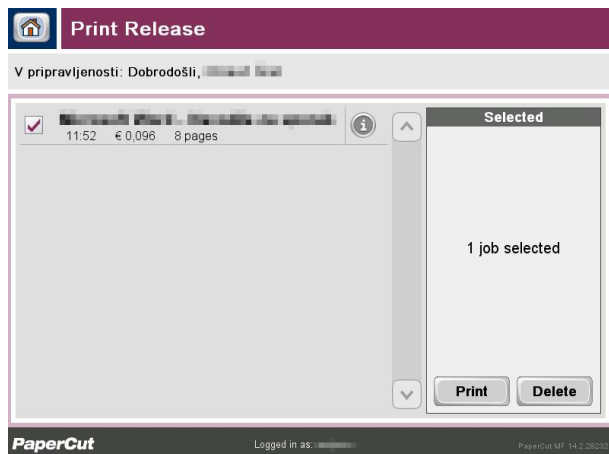 Print Release
V pripravljenosti: Dobrodošli,
11:52 € 0,096 8 pages
Selected
1 job selected
Print Delete
PaperCut
Logged in as:
PaperCut MF 14.2.28232